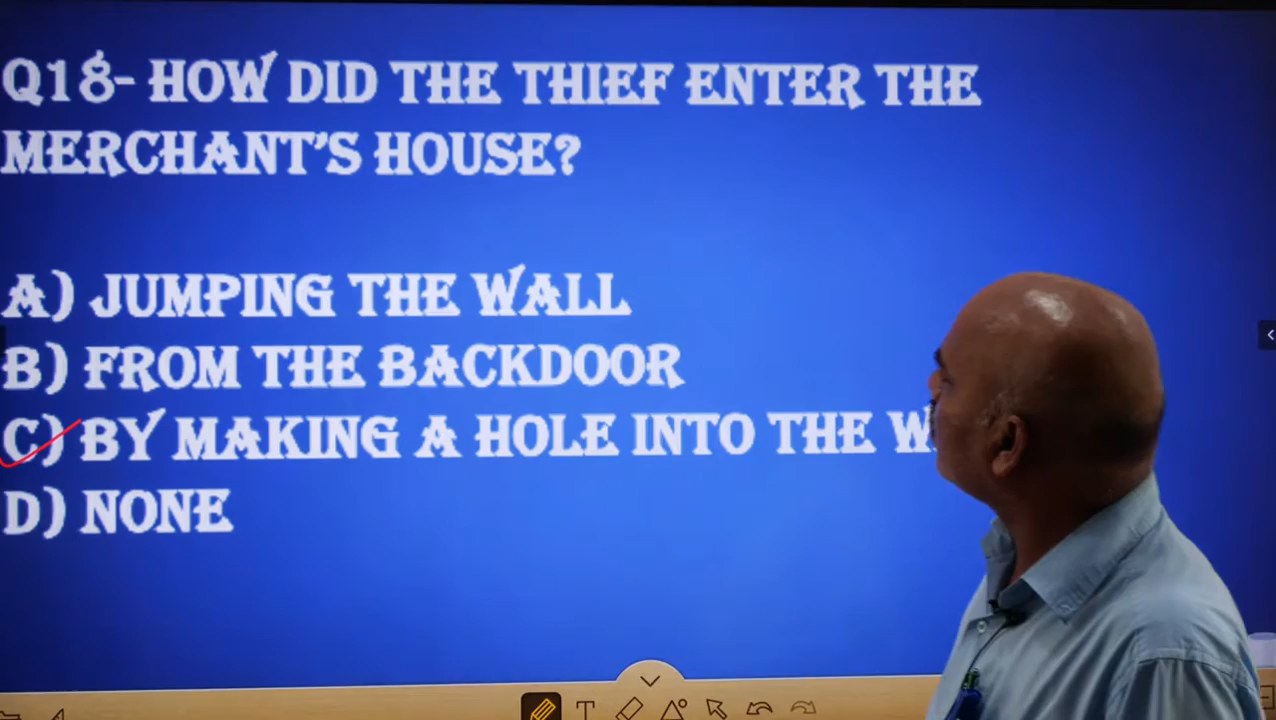 Q18- HOW DID THE THIEF ENTER THE
MERCHANT'S HOUSE?
A) JUMPING THE WALL
B) FROM THE BACKDOOR
C) BY MAKING A HOLE INTO THE
D) NONE